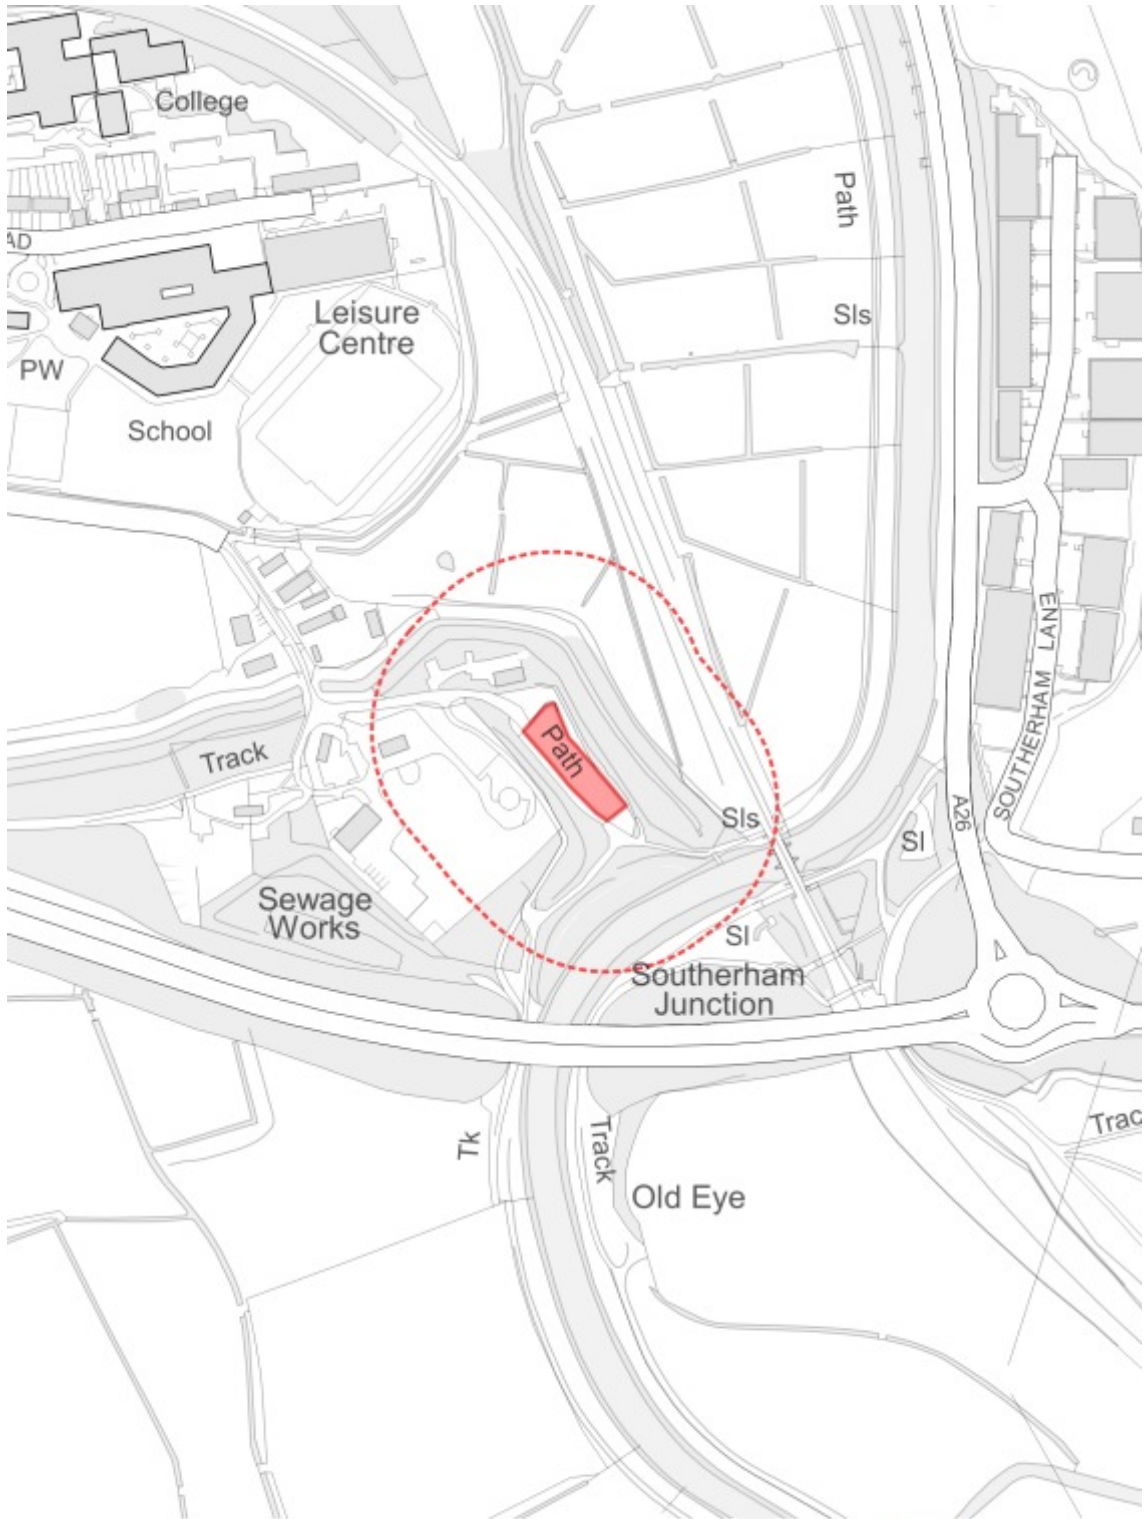 College
Path
AD
Leisure
Centre
Sls
PW
School
SOUTHERHAM LANE
Path
Track
A26
Sls
Sl
Sewage
Works
Sl
Southerham
Junction
Trac
Tk
Track
Old Eye